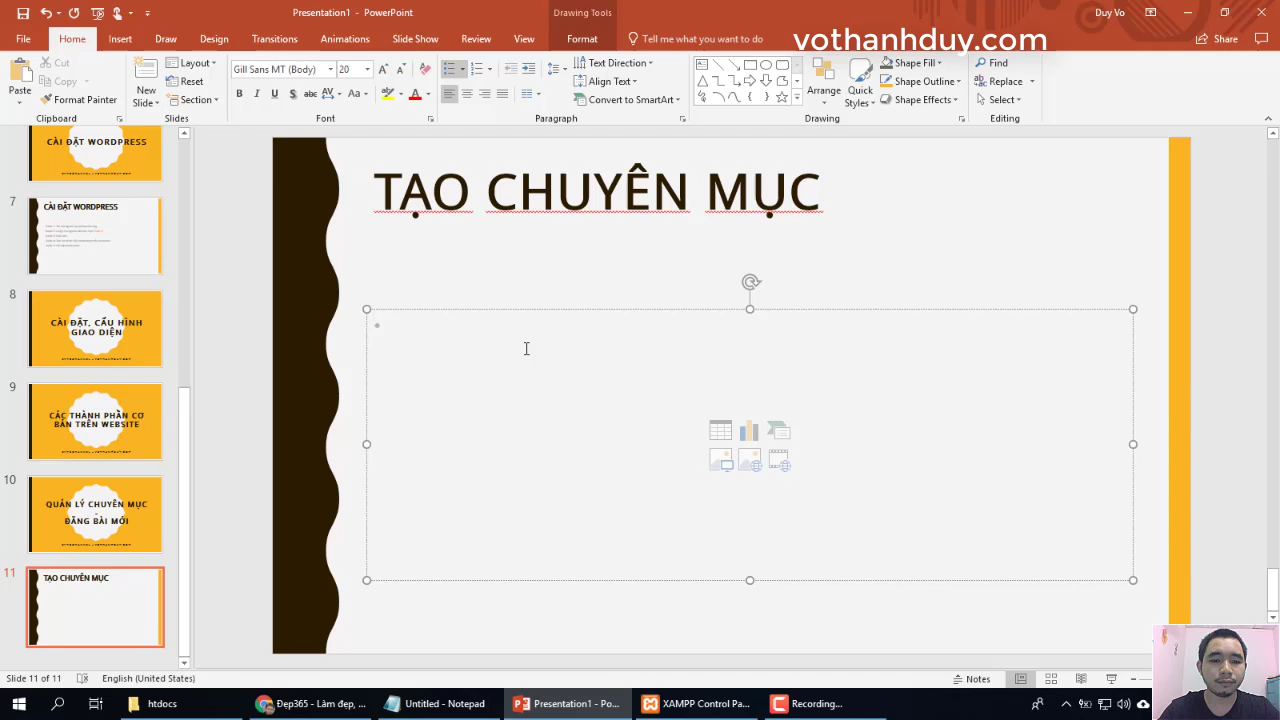 Presentation1 - PowerPoint
Drawing Tools
Duy Vo
File
Home
Insert
Draw
Design
Transitions
Animations
Slide Show
Review
View
Format
Tell me what you want to do
vothanhduy.com
Share
Paste
Cut
Copy
Format Painter
Clipboard
New
Slide
Layout
Reset
Section
Slides
Gill Sans MT (Body)
20
Font
Text Direction
Align Text
Convert to SmartArt
Paragraph
Arrange
Quick
Styles
Shape Fill
Shape Outline
Shape Effects
Drawing
Find
Replace
Select
Editing
CÀI ĐẶT WORDPRESS
7
CÀI ĐẶT WORDPRESS
8
CÀI ĐẶT, CẤU HÌNH
GIAO DIỆN
9
CÁC THÀNH PHẦN CƠ
BẢN TRÊN WEBSITE
10
QUẢN LÝ CHUYÊN MỤC
-
ĐĂNG BÀI MỚI
11
TẠO CHUYÊN MỤC
TẠO CHUYÊN MỤC
Slide 11 of 11
English (United States)
Notes
htdocs
Đẹp365 - Làm đẹp, ...
Untitled - Notepad
Presentation1 - Po...
XAMPP Control Pa...
Recording...